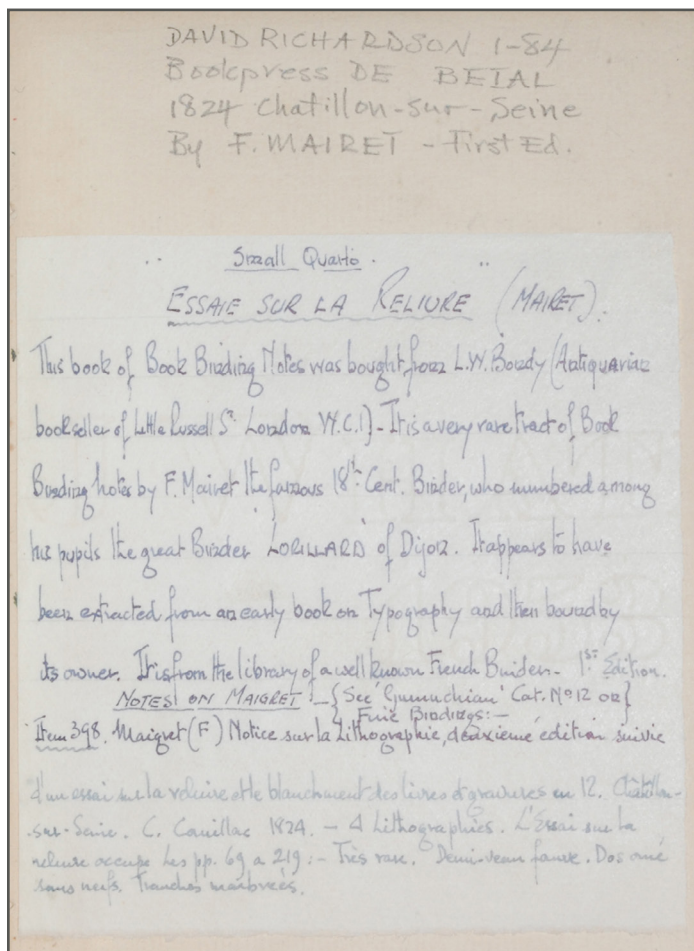 DAVID RICHARDSON 1-84
Bookpress DE BEIAL
1824 Chatillon-sur-Seine
By F. MAIRET - First Ed.
Small Quarto.
ESSAIE SUR LA RELIURE (MAIRET).
This book of Book Binding Notes was bought from L.W. Bondy (Antiquarian
bookseller of Little Russell St. London W.C.1) - It is a very rare tract of Book
Binding notes by F. Mairet the famous 18th Cent. Binder, who numbered among
his pupils the great Binder LORILLARD of Dijon. It appears to have
been extracted from an early book on Typography and then bound by
its owner. It is from the library of a well known French Binder - 1st Edition.
NOTES ON MAIGRET - {See 'Gumuchian' Cat. No 12 on}
Fine Bindings:-
Item 398. Maigret (F) Notice sur la Lithographie, deuxième édition suivie
d'un essai sur la reliure et le blanchment des livres et gravures en 12. Châtillon-
-sur-Seine. C. Cauillac 1824. - 4 Lithographies. L'Essai sur la
reliure occupe les pp. 69 a 219:- Très rare. Demi-veau fauve. Dos orné
sans nerfs. Tranches marbreés.